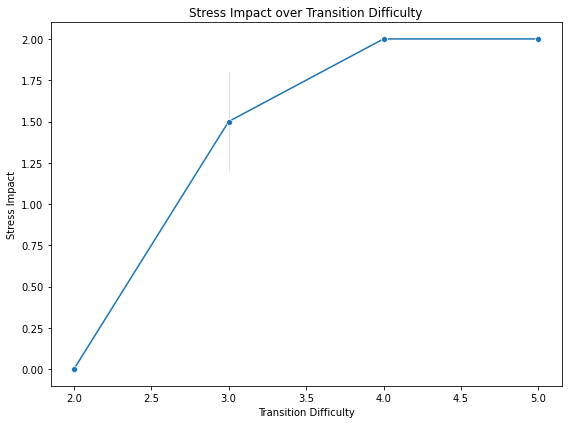 Stress Impact over Transition Difficulty
2.00
1.75
1.50
1.25
1.00
0.75
0.50
0.25
0.00
Stress Impact
2.0 2.5 3.0 3.5 4.0 4.5 5.0
Transition Difficulty